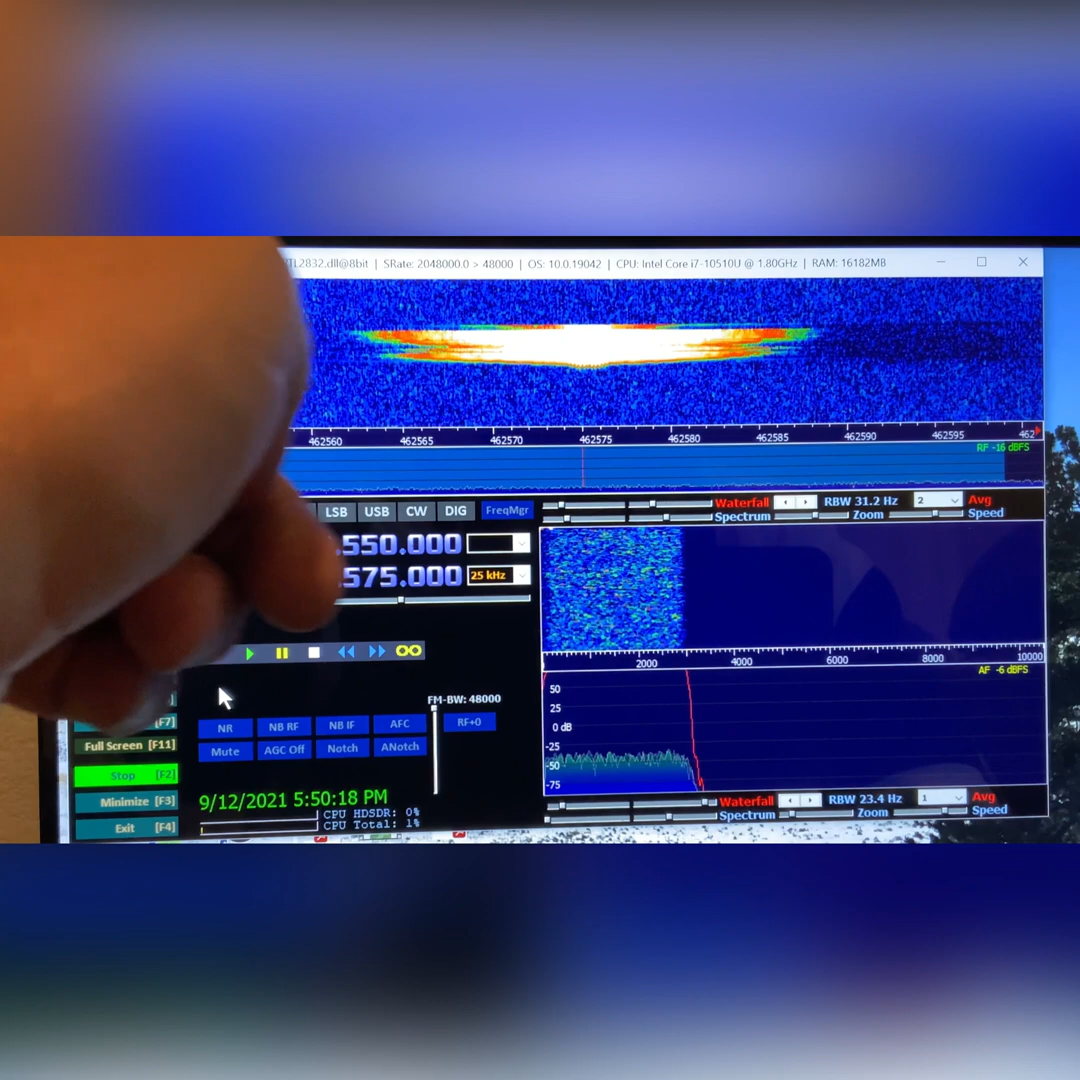 TL2832.dll@8bit | SRate: 2048000.0 > 48000 | OS: 10.0.19042 | CPU: Intel Core i7-10510U @ 1.80GHz | RAM: 16182MB
462560 462565 462570 462575 462580 462585 462590 462595 462
RF -16 dBFS
LSB USB CW DIG FreqMgr
Waterfall RBW 31.2 Hz 2 Avg
Spectrum Zoom Speed
.550.000
.575.000 25 kHz
2000 4000 6000 8000 10000
AF -6 dBFS
50
25
0 dB
-25
-50
-75
FM-BW: 48000
NR NB RF NB IF AFC RF+0
Mute AGC Off Notch ANotch
[F7]
Full Screen [F11]
Stop [F2]
Minimize [F3]
Exit [F4]
9/12/2021 5:50:18 PM
CPU HDSDR: 0%
CPU Total: 1%
Waterfall RBW 23.4 Hz 1 Avg
Spectrum Zoom Speed